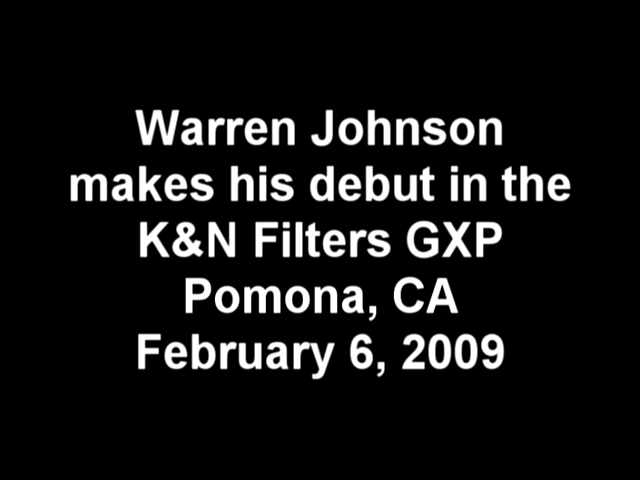 Warren Johnson
makes his debut in the
K&N Filters GXP
Pomona, CA
February 6, 2009